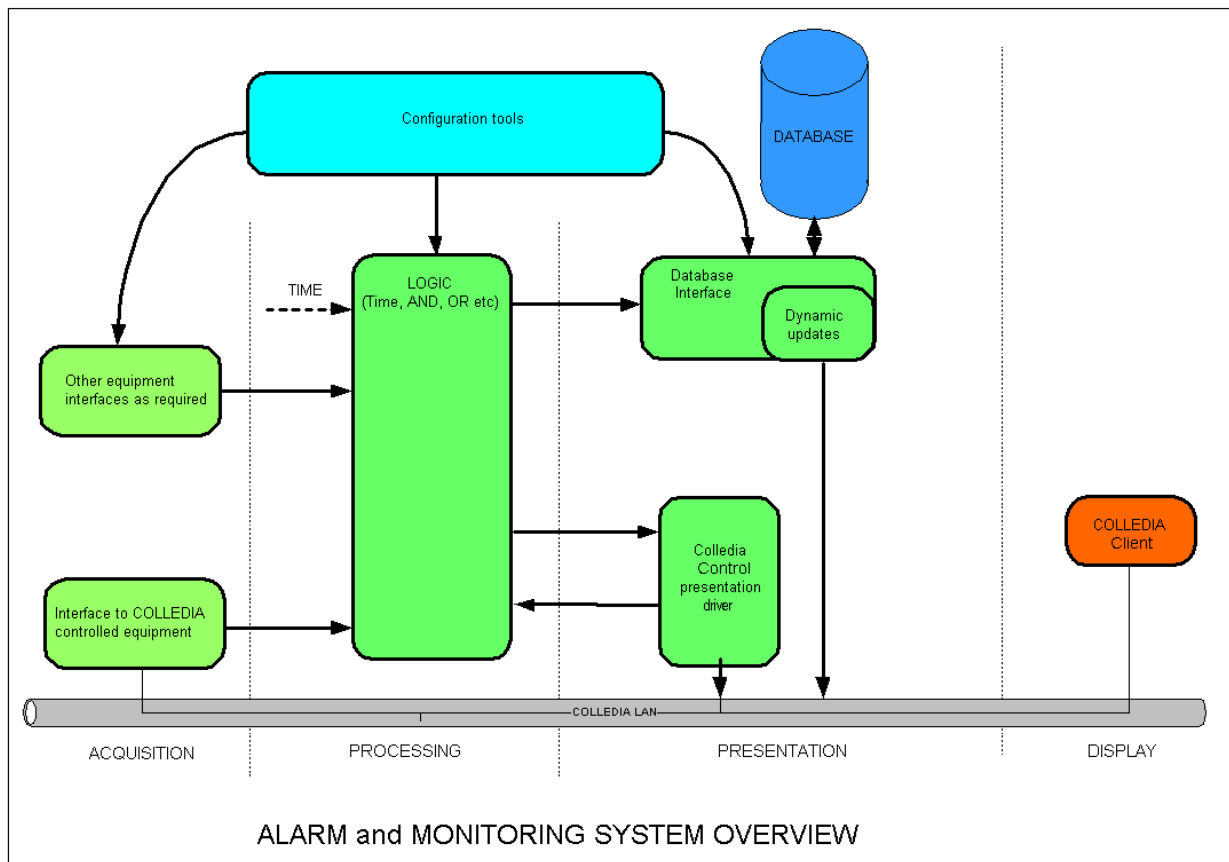 Configuration tools
DATABASE
TIME
LOGIC
(Time, AND, OR etc)
Database
Interface
Dynamic
updates
Other equipment
interfaces as required
Colledia
Control
presentation
driver
COLLEDIA
Client
Interface to COLLEDIA
controlled equipment
COLLEDIA LAN
ACQUISITION
PROCESSING
PRESENTATION
DISPLAY
ALARM and MONITORING SYSTEM OVERVIEW